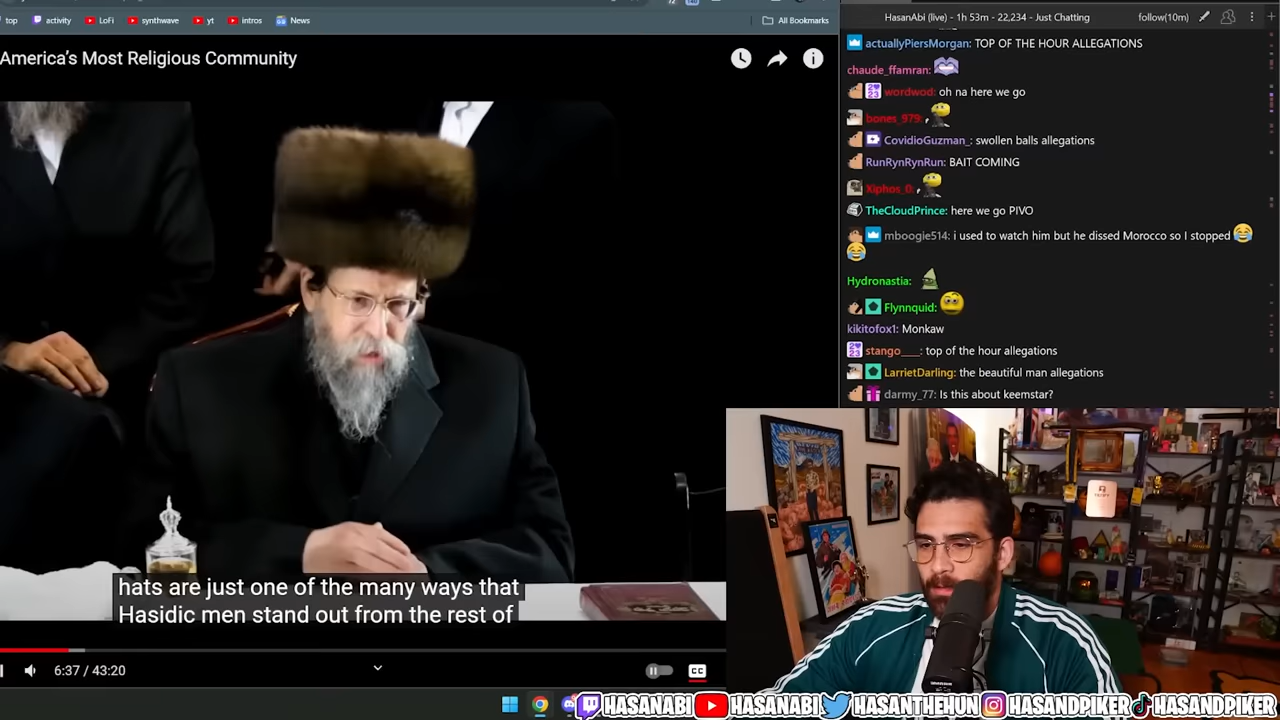 top
activity
LoFi
synthwave
yt
intros
News
All Bookmarks
America's Most Religious Community
hats are just one of the many ways that
Hasidic men stand out from the rest of
6:37 / 43:20
CC
HasanAbi (live) - 1h 53m - 22,234 - Just Chatting
follow(10m)
actuallyPiersMorgan: TOP OF THE HOUR ALLEGATIONS
chaude_ffamran:
wordwod: oh na here we go
bones_979: ,
CovidioGuzman_: swollen balls allegations
RunRynRynRun: BAIT COMING
Xiphos_0: ,
TheCloudPrince: here we go PIVO
mboogie514: i used to watch him but he dissed Morocco so I stopped
Hydronastia:
Flynnquid:
kikitofox1: Monkaw
stango___: top of the hour allegations
LarrietDarling: the beautiful man allegations
darmy_77: Is this about keemstar?
HASANABI
HASANABI
HASANTHEHUN
HASANDPIKER
HASANDPIKER